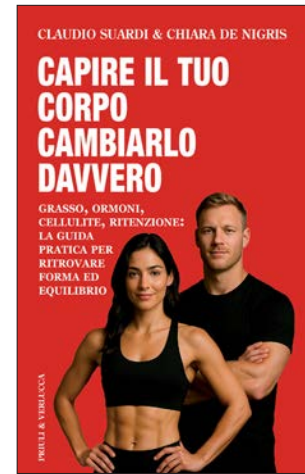 CLAUDIO SUARDI & CHIARA DE NIGRIS
CAPIRE IL TUO
CORPO
CAMBIARLO
DAVVERO
GRASSO, ORMONI,
CELLULITE, RITENZIONE:
LA GUIDA
PRATICA PER
RITROVARE
FORMA ED
EQUILIBRIO
PRIULI & VERLUCCA